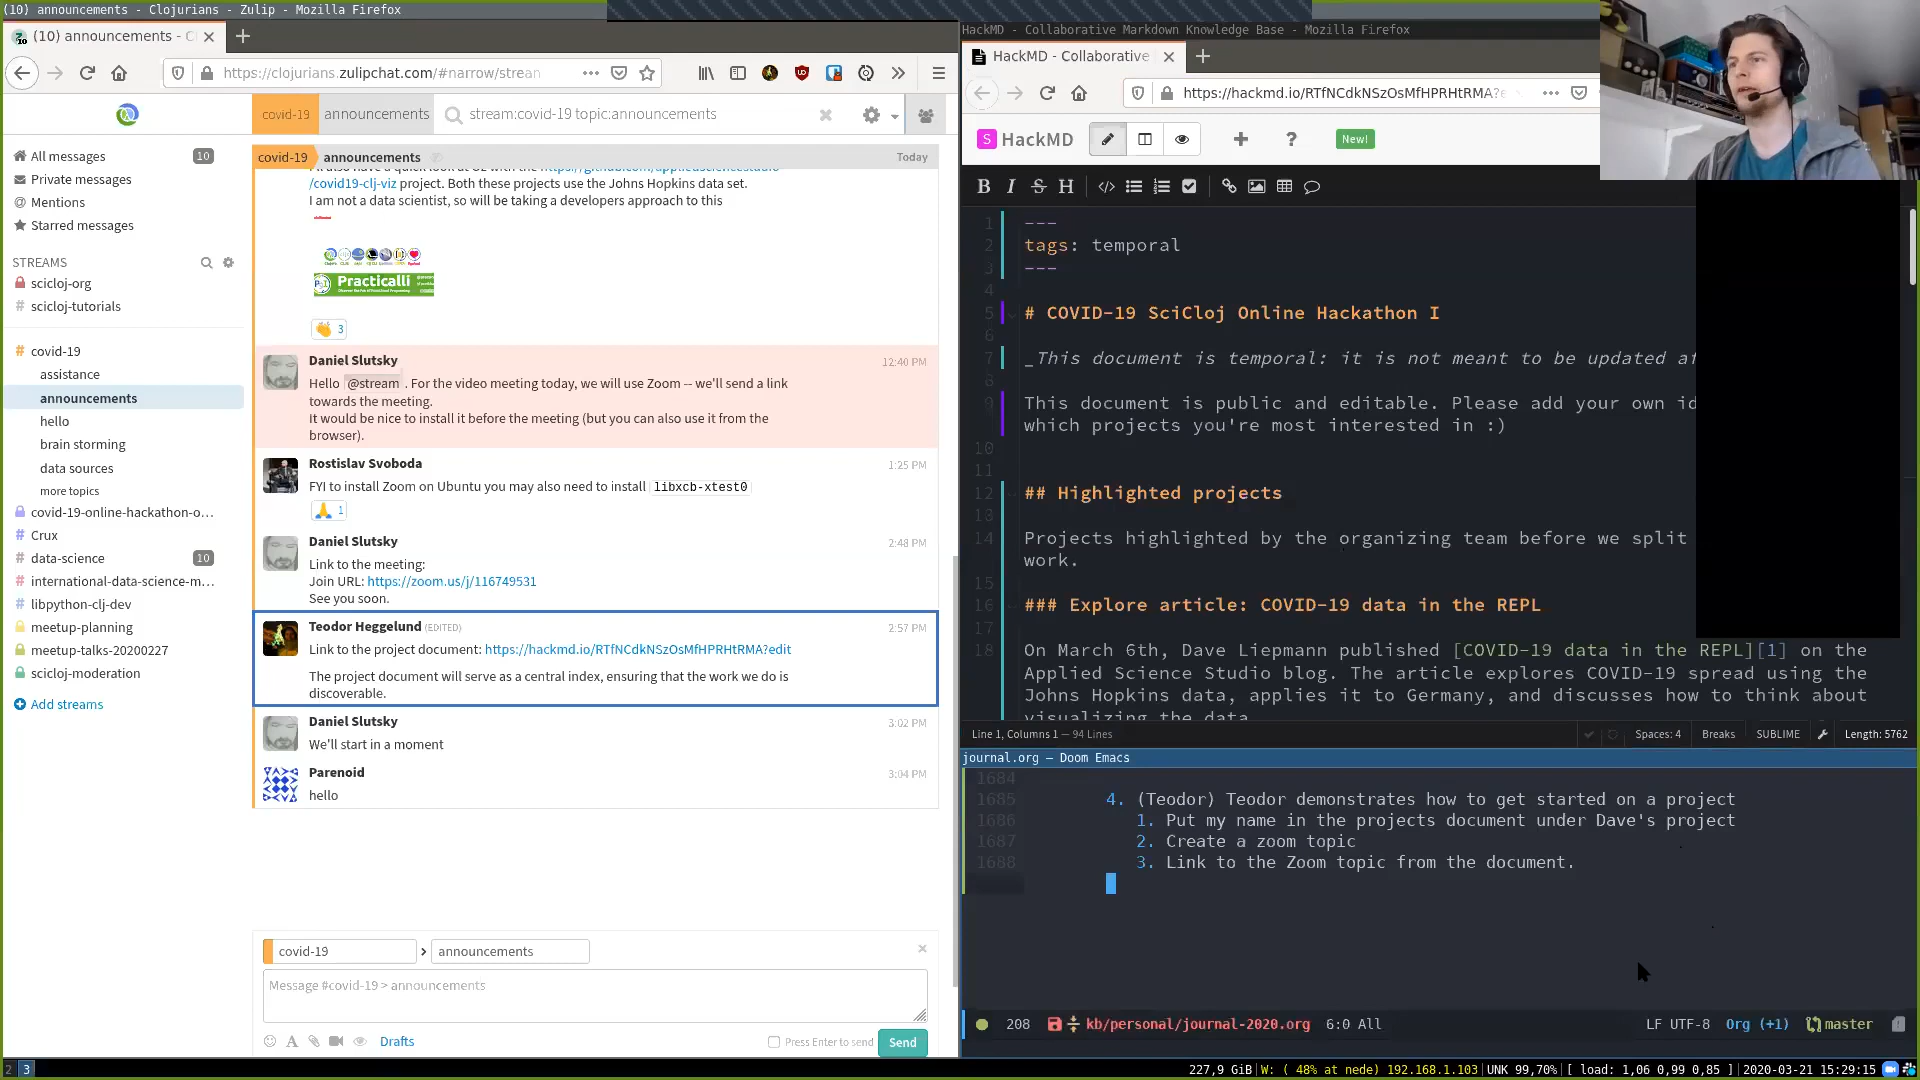 (10) announcements - Clojurians - Zulip - Mozilla Firefox
(10) announcements - C
https://clojurians.zulipchat.com/#narrow/strean
covid-19
announcements
stream:covid-19 topic:announcements
All messages 10
Private messages
Mentions
Starred messages
STREAMS
scicloj-org
scicloj-tutorials
covid-19
assistance
announcements
hello
brain storming
data sources
more topics
covid-19-online-hackathon-o...
Crux
data-science 10
international-data-science-m...
libpython-clj-dev
meetup-planning
meetup-talks-20200227
scicloj-moderation
Add streams
covid-19 announcements Today
/covid19-clj-viz project. Both these projects use the Johns Hopkins data set.
I am not a data scientist, so will be taking a developers approach to this
Practicalli
3
Daniel Slutsky 12:40 PM
Hello @stream . For the video meeting today, we will use Zoom -- we'll send a link
towards the meeting.
It would be nice to install it before the meeting (but you can also use it from the
browser).
Rostislav Svoboda 1:25 PM
FYI to install Zoom on Ubuntu you may also need to install libxcb-xtest0
1
Daniel Slutsky 2:48 PM
Link to the meeting:
Join URL: https://zoom.us/j/116749531
See you soon.
Teodor Heggelund (EDITED) 2:57 PM
Link to the project document: https://hackmd.io/RTfNCdkNSzOsMfHPRHtRMA?edit
The project document will serve as a central index, ensuring that the work we do is
discoverable.
Daniel Slutsky 3:02 PM
We'll start in a moment
Parenoid 3:04 PM
hello
covid-19 > announcements
Message #covid-19 > announcements
Drafts
Press Enter to send
Send
HackMD - Collaborative Markdown Knowledge Base - Mozilla Firefox
HackMD - Collaborative
https://hackmd.io/RTfNCdkNSzOsMfHPRHtRMA?e
HackMD
New!
1 ---
2 tags: temporal
3 ---
4
5 # COVID-19 SciCloj Online Hackathon I
6
7 _This document is temporal: it is not meant to be updated af
8
9 This document is public and editable. Please add your own id
which projects you're most interested in :)
10
11
12 ## Highlighted projects
13
14 Projects highlighted by the organizing team before we split
work.
15
16 ### Explore article: COVID-19 data in the REPL
17
18 On March 6th, Dave Liepmann published [COVID-19 data in the REPL][1] on the
Applied Science Studio blog. The article explores COVID-19 spread using the
Johns Hopkins data, applies it to Germany, and discusses how to think about
visualizing the data
Line 1, Columns 1 — 94 Lines
Spaces: 4 Breaks SUBLIME Length: 5762
journal.org – Doom Emacs
1684
1685 4. (Teodor) Teodor demonstrates how to get started on a project
1686 1. Put my name in the projects document under Dave's project
1687 2. Create a zoom topic
1688 3. Link to the Zoom topic from the document.
208 kb/personal/journal-2020.org 6:0 All LF UTF-8 Org (+1) master
2 3
227,9 GiB|W: ( 48% at nede) 192.168.1.103|UNK 99,70%|[ load: 1,06 0,99 0,85 ]|2020-03-21 15:29:15